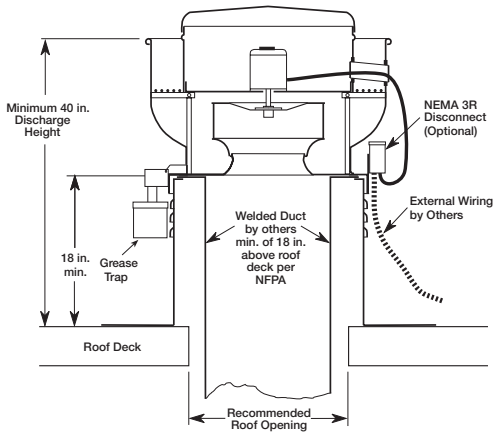 Minimum 40 in.
Discharge
Height
NEMA 3R
Disconnect
(Optional)
External Wiring
by Others
Welded Duct
by others
min. of 18 in.
above roof
deck per
NFPA
18 in.
min.
Grease
Trap
Roof Deck
Recommended
Roof Opening